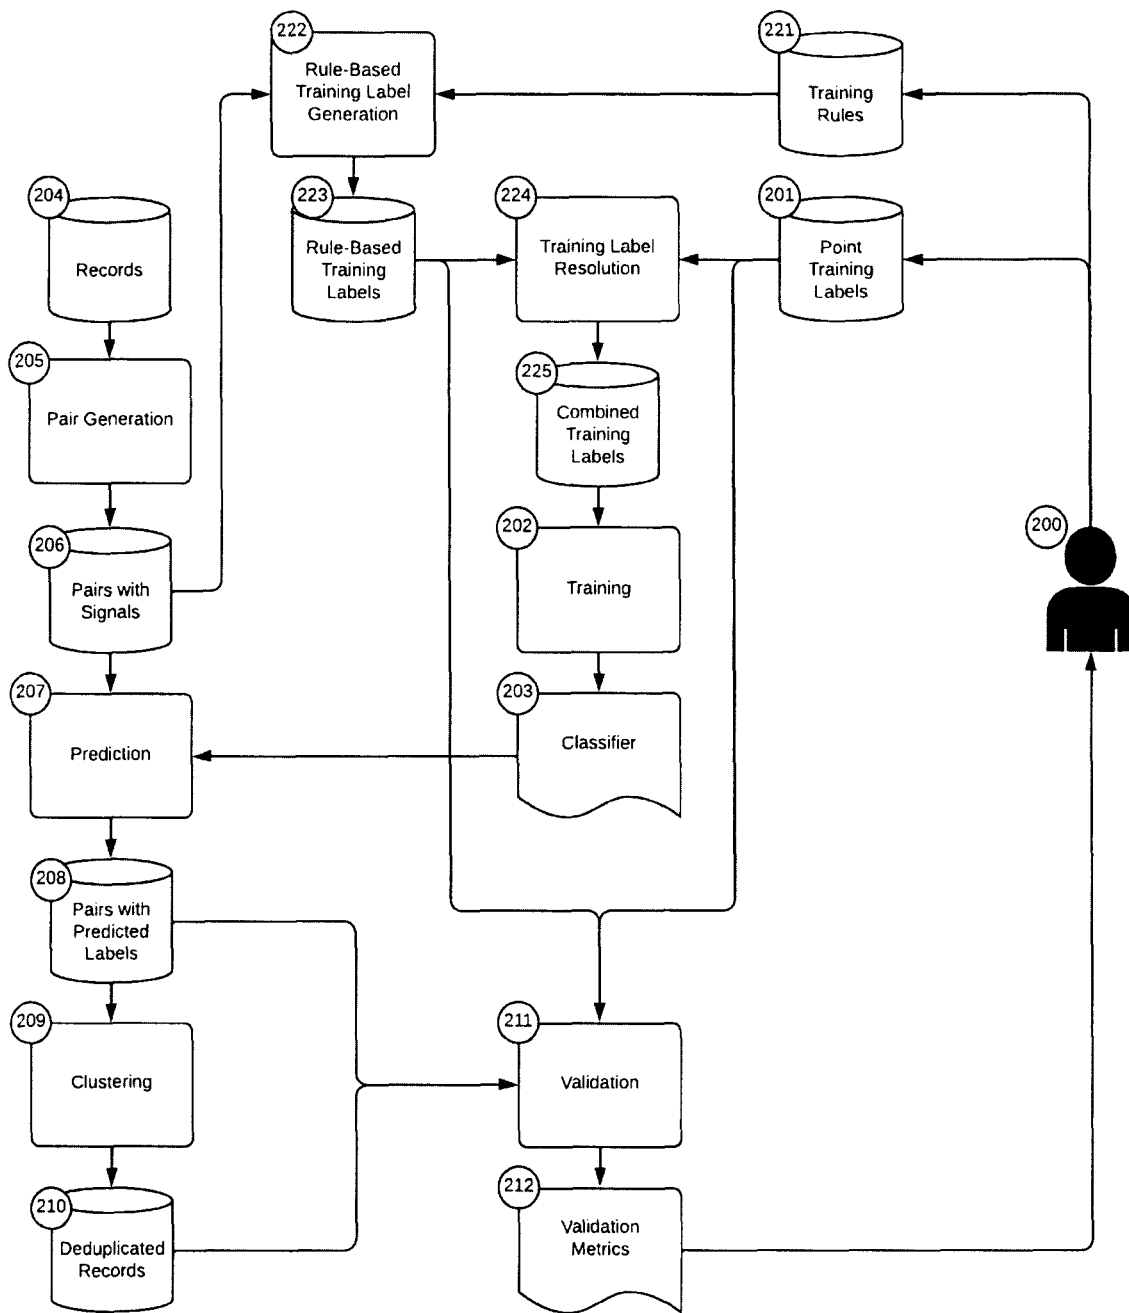 222
Rule-Based
Training Label
Generation
221
Training
Rules
204
Records
223
Rule-Based
Training
Labels
224
Training Label
Resolution
201
Point
Training
Labels
205
Pair Generation
225
Combined
Training
Labels
206
Pairs with
Signals
202
Training
200
207
Prediction
203
Classifier
208
Pairs with
Predicted
Labels
209
Clustering
211
Validation
210
Deduplicated
Records
212
Validation
Metrics